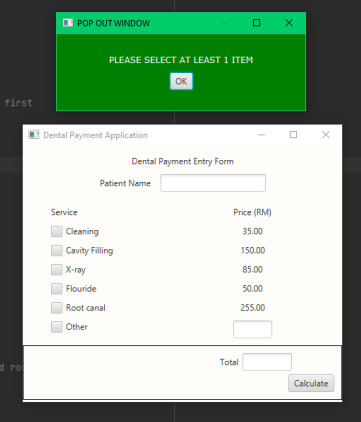 POP OUT WINDOW
PLEASE SELECT AT LEAST 1 ITEM
OK
first
Dental Payment Application
Dental Payment Entry Form
Patient Name
Service Price (RM)
Cleaning 35.00
Cavity Filling 150.00
X-ray 85.00
Flouride 50.00
Root canal 255.00
Other
Total
d ro
Calculate